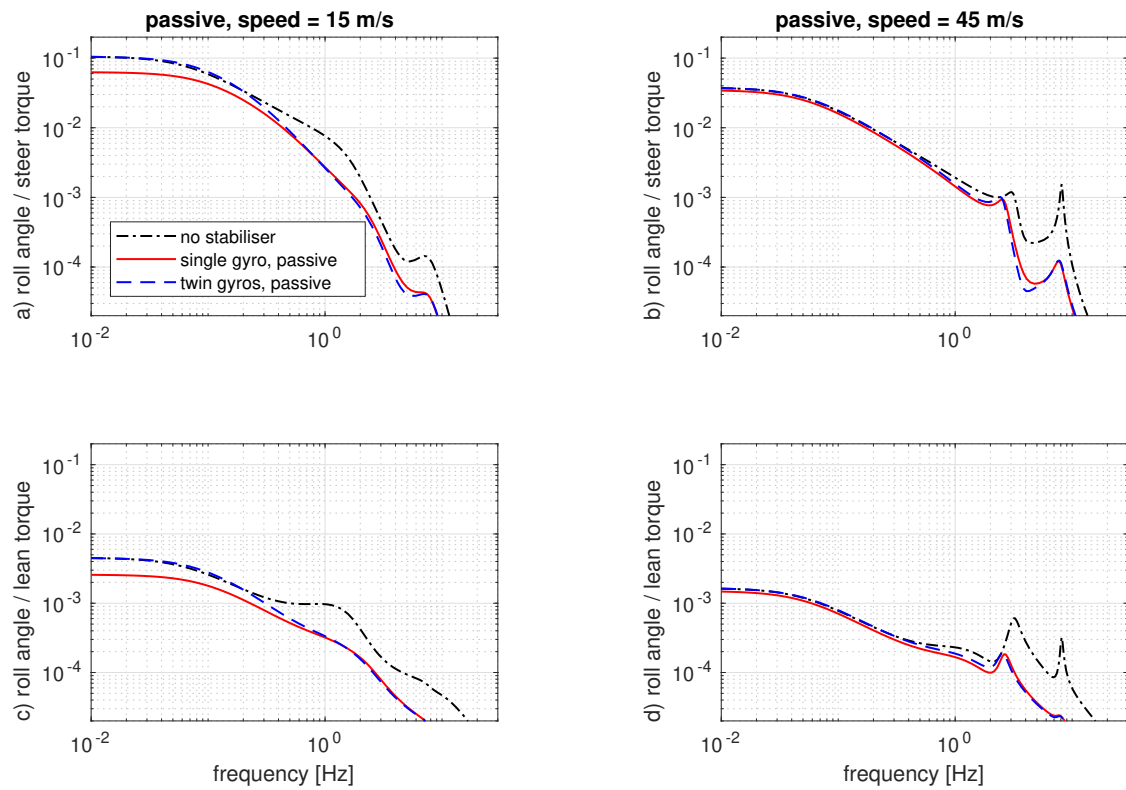 passive, speed = 15 m/s
a) roll angle / steer torque
10^-1
10^-2
10^-3
10^-4
no stabiliser
single gyro, passive
twin gyros, passive
10^-2
10^0
passive, speed = 45 m/s
b) roll angle / steer torque
10^-1
10^-2
10^-3
10^-4
10^-2
10^0
c) roll angle / lean torque
10^-1
10^-2
10^-3
10^-4
10^-2
10^0
frequency [Hz]
d) roll angle / lean torque
10^-1
10^-2
10^-3
10^-4
10^-2
10^0
frequency [Hz]